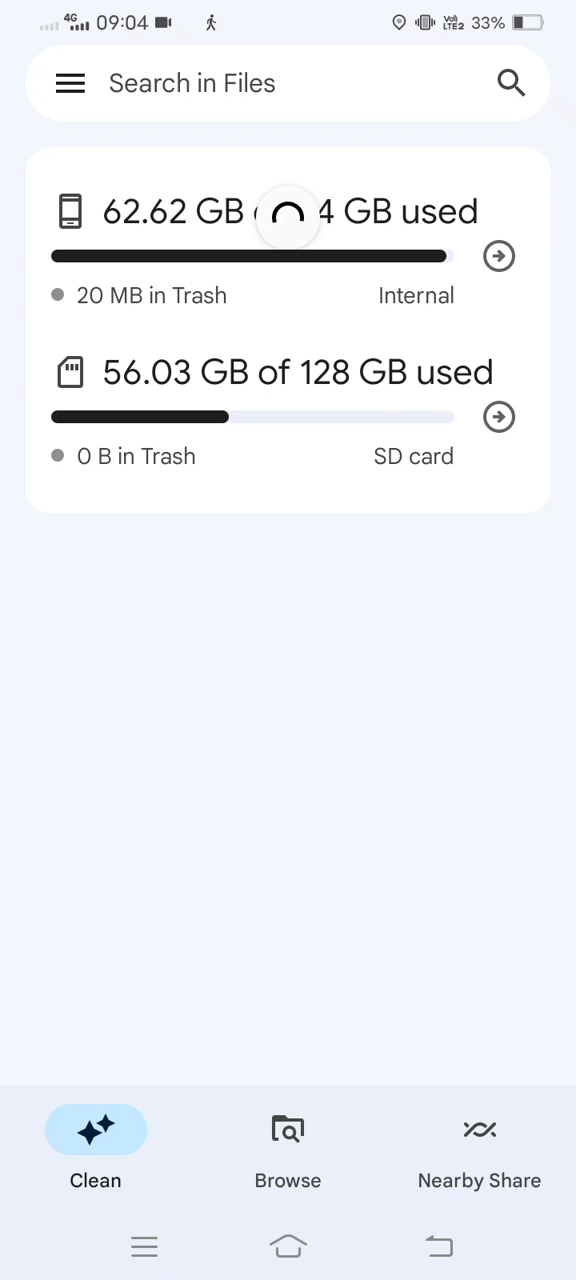 4G 09:04 Vol) LTE2 33%
Search in Files
62.62 GB 4 GB used
20 MB in Trash Internal
56.03 GB of 128 GB used
0 B in Trash SD card
Clean Browse Nearby Share